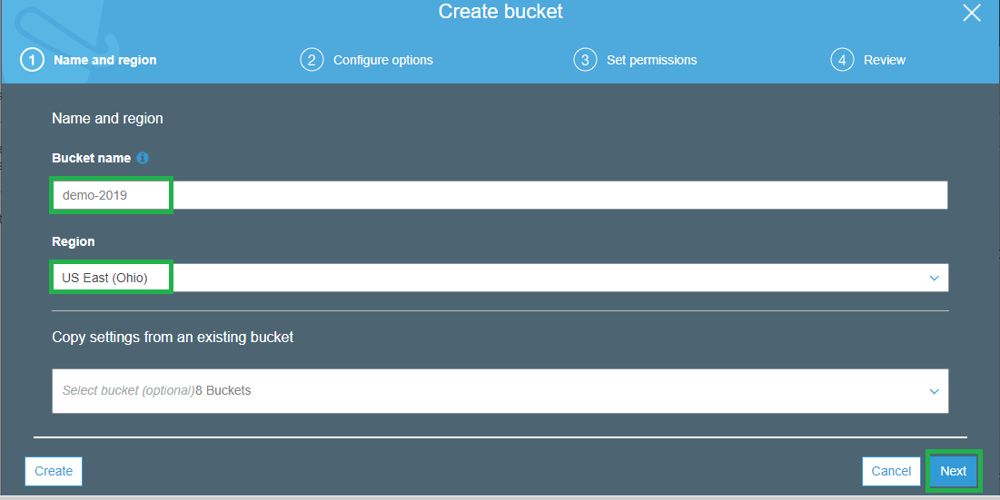 Create bucket
1 Name and region 2 Configure options 3 Set permissions 4 Review
Name and region
Bucket name i
demo-2019
Region
US East (Ohio)
Copy settings from an existing bucket
Select bucket (optional)8 Buckets
Create Cancel Next